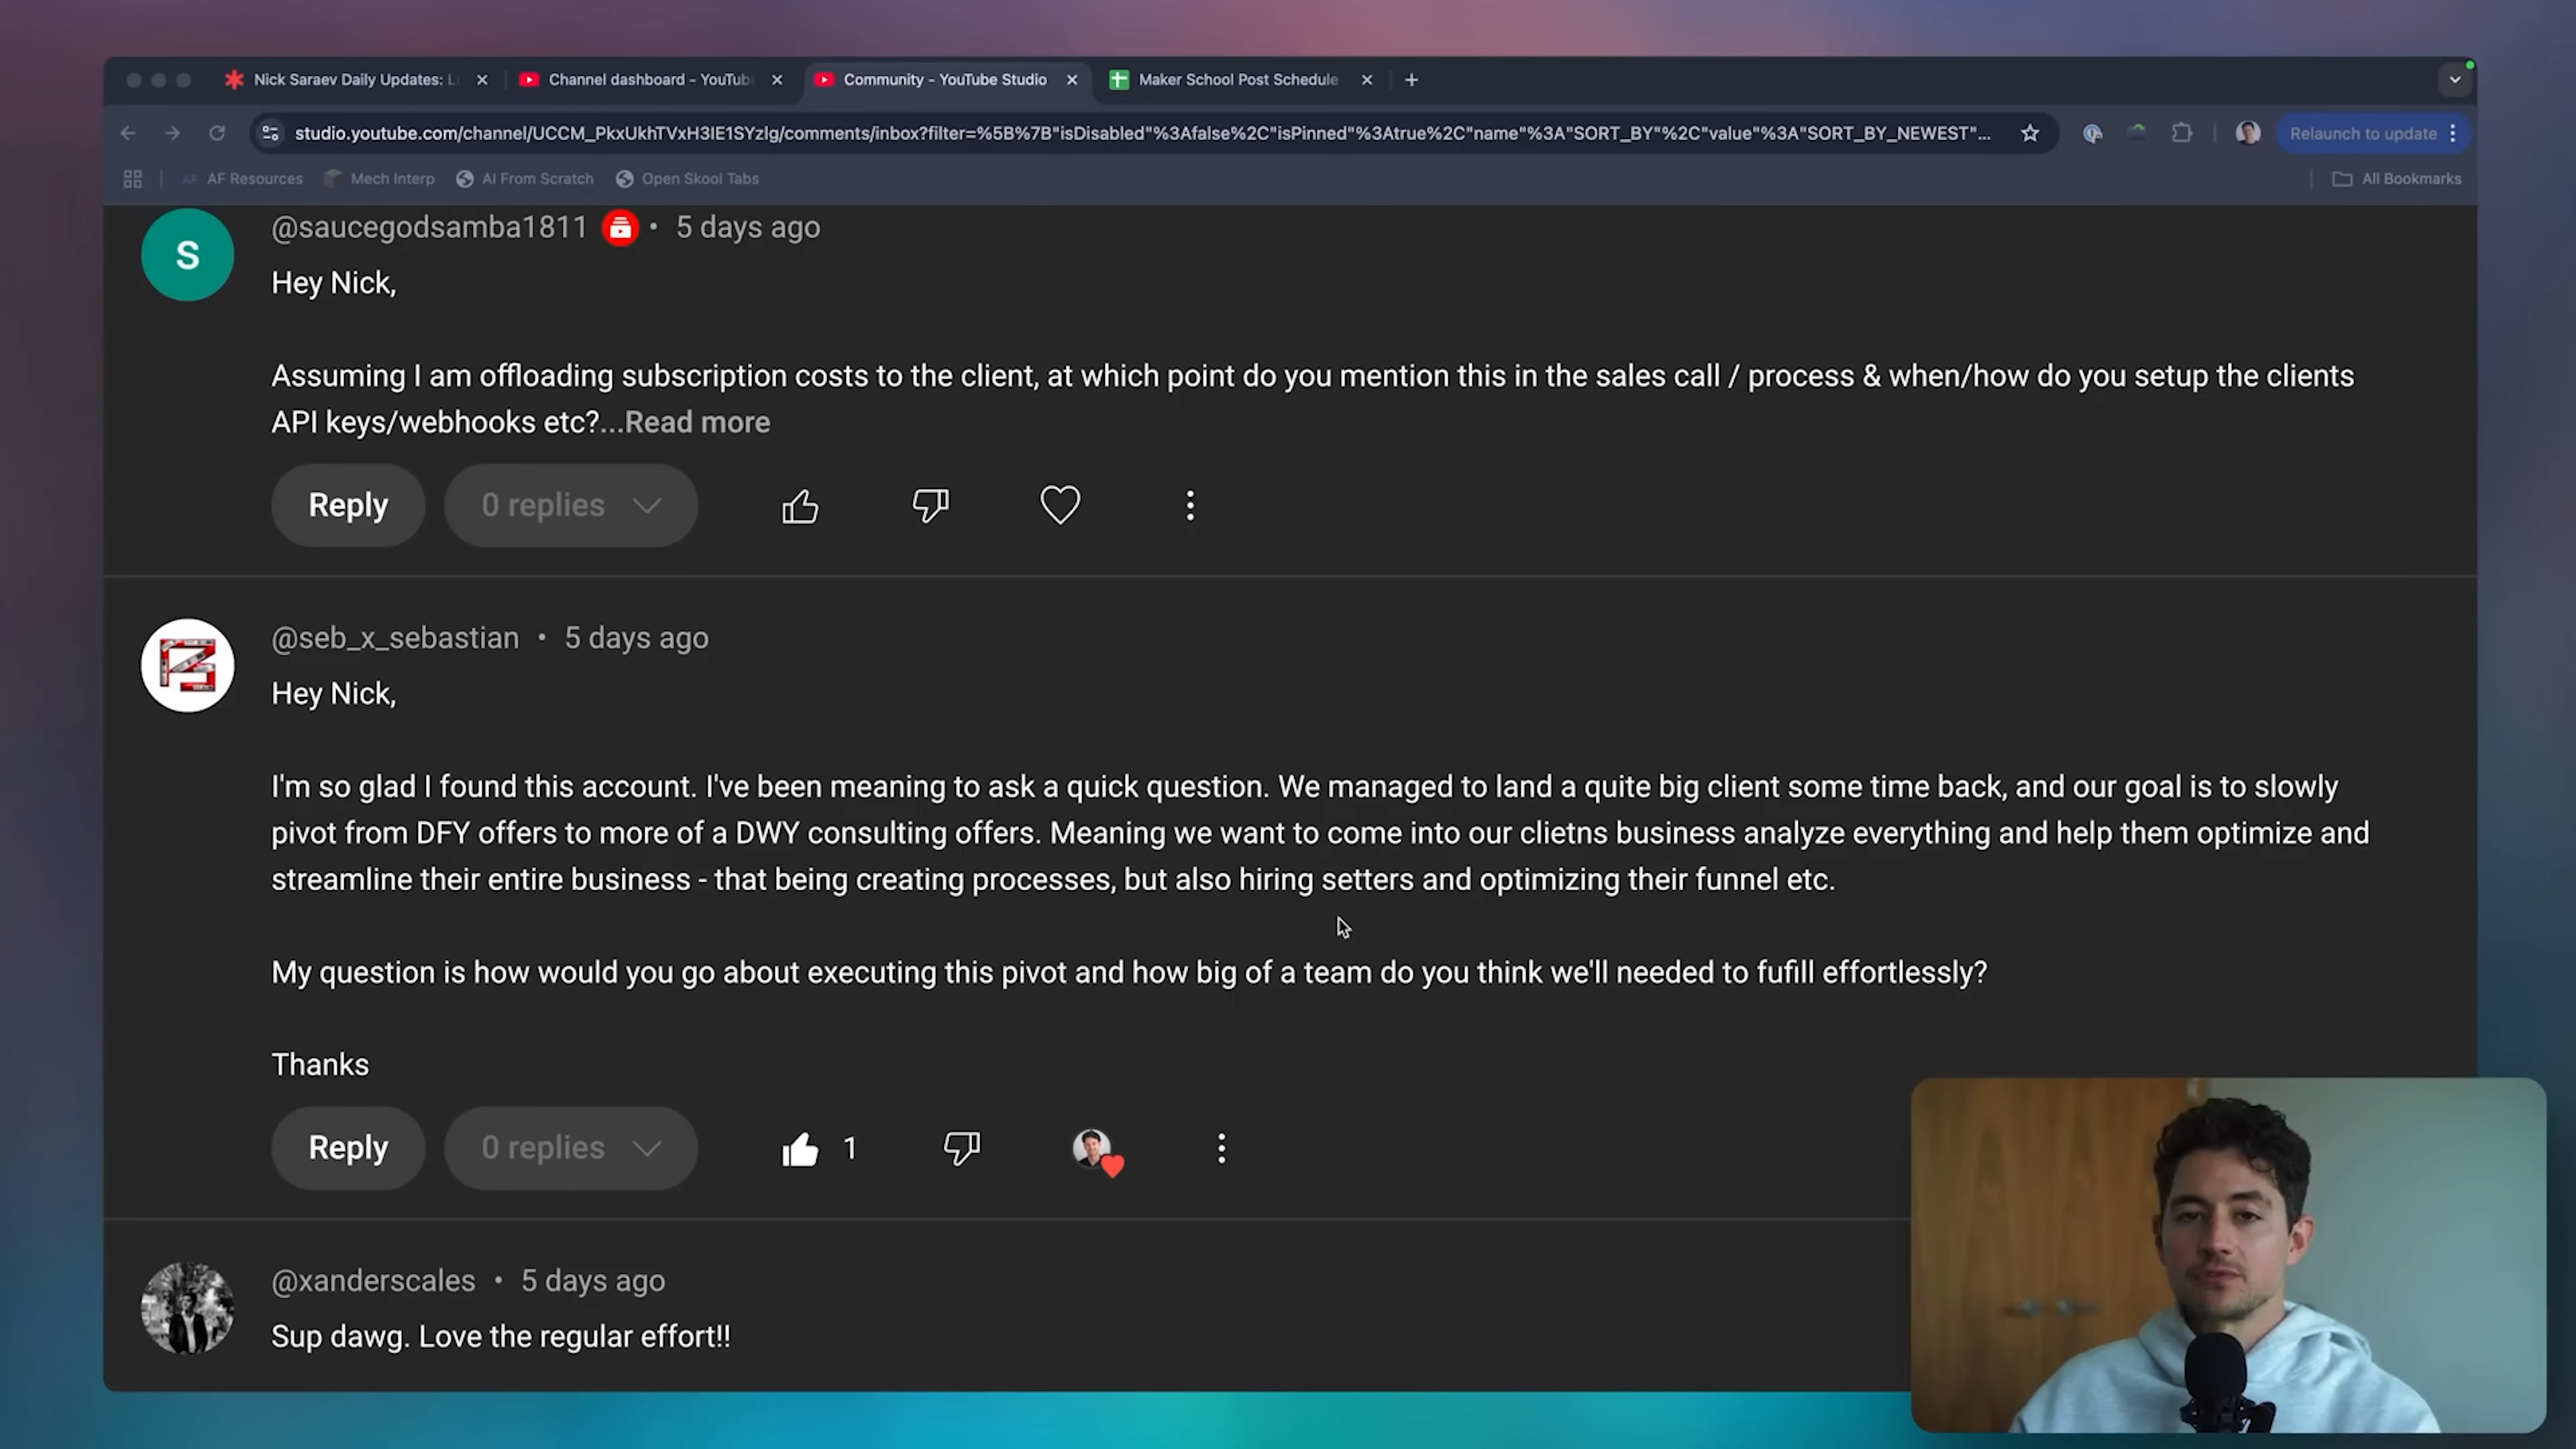 Nick Saraev Daily Updates: L
Channel dashboard - YouTube
Community - YouTube Studio
Maker School Post Schedule
studio.youtube.com/channel/UCCM_PkxUkhTVxH3IE1SYzIg/comments/inbox?filter=%5B%7B"isDisabled"%3Afalse%2C"isPinned"%3Atrue%2C"name"%3A"SORT_BY"%2C"value"%3A"SORT_BY_NEWEST"...
Relaunch to update
AF Resources
Mech Interp
AI From Scratch
Open Skool Tabs
All Bookmarks
S
@saucegodsamba1811 • 5 days ago
Hey Nick,
Assuming I am offloading subscription costs to the client, at which point do you mention this in the sales call / process & when/how do you setup the clients
API keys/webhooks etc?...Read more
Reply
0 replies
@seb_x_sebastian • 5 days ago
Hey Nick,
I'm so glad I found this account. I've been meaning to ask a quick question. We managed to land a quite big client some time back, and our goal is to slowly
pivot from DFY offers to more of a DWY consulting offers. Meaning we want to come into our clietns business analyze everything and help them optimize and
streamline their entire business - that being creating processes, but also hiring setters and optimizing their funnel etc.
My question is how would you go about executing this pivot and how big of a team do you think we'll needed to fufill effortlessly?
Thanks
Reply
0 replies
1
@xanderscales • 5 days ago
Sup dawg. Love the regular effort!!